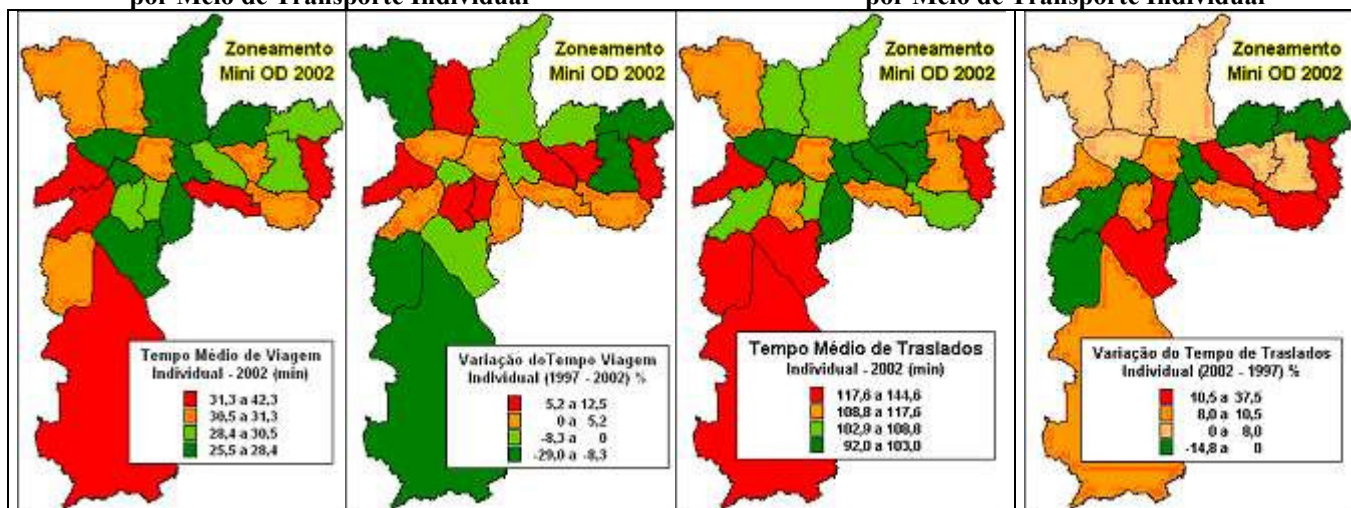 por Meio de Transporte Individual
por Meio de Transporte Individual
Zoneamento
Mini OD 2002
Tempo Médio de Viagem
Individual - 2002 (min)
31,3 a 42,3
30,5 a 31,3
28,4 a 30,5
25,5 a 28,4
Zoneamento
Mini OD 2002
Variação doTempo Viagem
Individual (1997 - 2002) %
5,2 a 12,5
0 a 5,2
-8,3 a 0
-29,0 a -8,3
Zoneamento
Mini OD 2002
Tempo Médio de Traslados
Individual - 2002 (min)
117,6 a 144,6
108,8 a 117,6
102,9 a 108,8
92,0 a 103,0
Zoneamento
Mini OD 2002
Variação do Tempo de Traslados
Individual (2002 - 1997) %
10,5 a 37,5
8,0 a 10,5
0 a 8,0
-14,8 a 0